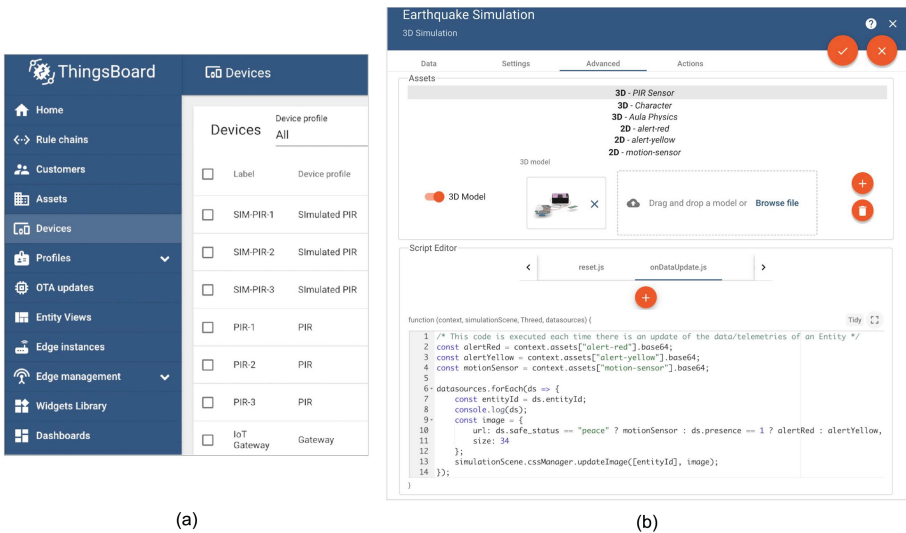 ThingsBoard
Home
Rule chains
Customers
Assets
Devices
Profiles
OTA updates
Entity Views
Edge instances
Edge management
Widgets Library
Dashboards
Devices
Devices
Device profile
All
Label Device profile
SIM-PIR-1 SImulated PIR
SIM-PIR-2 SImulated PIR
SIM-PIR-3 SImulated PIR
PIR-1 PIR
PIR-2 PIR
PIR-3 PIR
IoT
Gateway Gateway
(a)
Earthquake Simulation
3D Simulation
Data Settings Advanced Actions
Assets
3D - PIR Sensor
3D - Character
3D - Aula Physics
2D - alert-red
2D - alert-yellow
2D - motion-sensor
3D model
3D Model
Drag and drop a model or Browse file
Script Editor
reset.js onDataUpdate.js
function (context, simulationScene, Threed, datasources) {
Tidy
1 /* This code is executed each time there is an update of the data/telemetries of an Entity */
2 const alertRed = context.assets["alert-red"].base64;
3 const alertYellow = context.assets["alert-yellow"].base64;
4 const motionSensor = context.assets["motion-sensor"].base64;
5
6 datasources.forEach(ds => {
7 const entityId = ds.entityId;
8 console.log(ds);
9 const image = {
10 url: ds.safe_status == "peace" ? motionSensor : ds.presence == 1 ? alertRed : alertYellow,
11 size: 34
12 };
13 simulationScene.cssManager.updateImage([entityId], image);
14 });
}
(b)